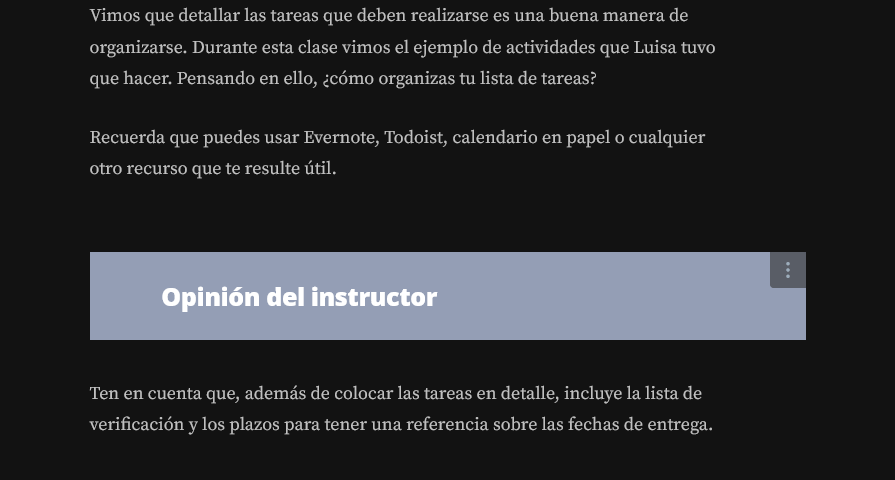 Vimos que detallar las tareas que deben realizarse es una buena manera de
organizarse. Durante esta clase vimos el ejemplo de actividades que Luisa tuvo
que hacer. Pensando en ello, ¿cómo organizas tu lista de tareas?
Recuerda que puedes usar Evernote, Todoist, calendario en papel o cualquier
otro recurso que te resulte útil.
Opinión del instructor
Ten en cuenta que, además de colocar las tareas en detalle, incluye la lista de
verificación y los plazos para tener una referencia sobre las fechas de entrega.